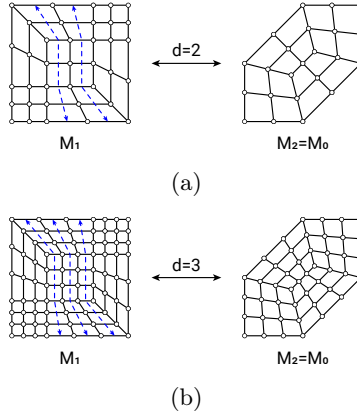 d=2
M₁ M₂=M₀
(a)
d=3
M₁ M₂=M₀
(b)